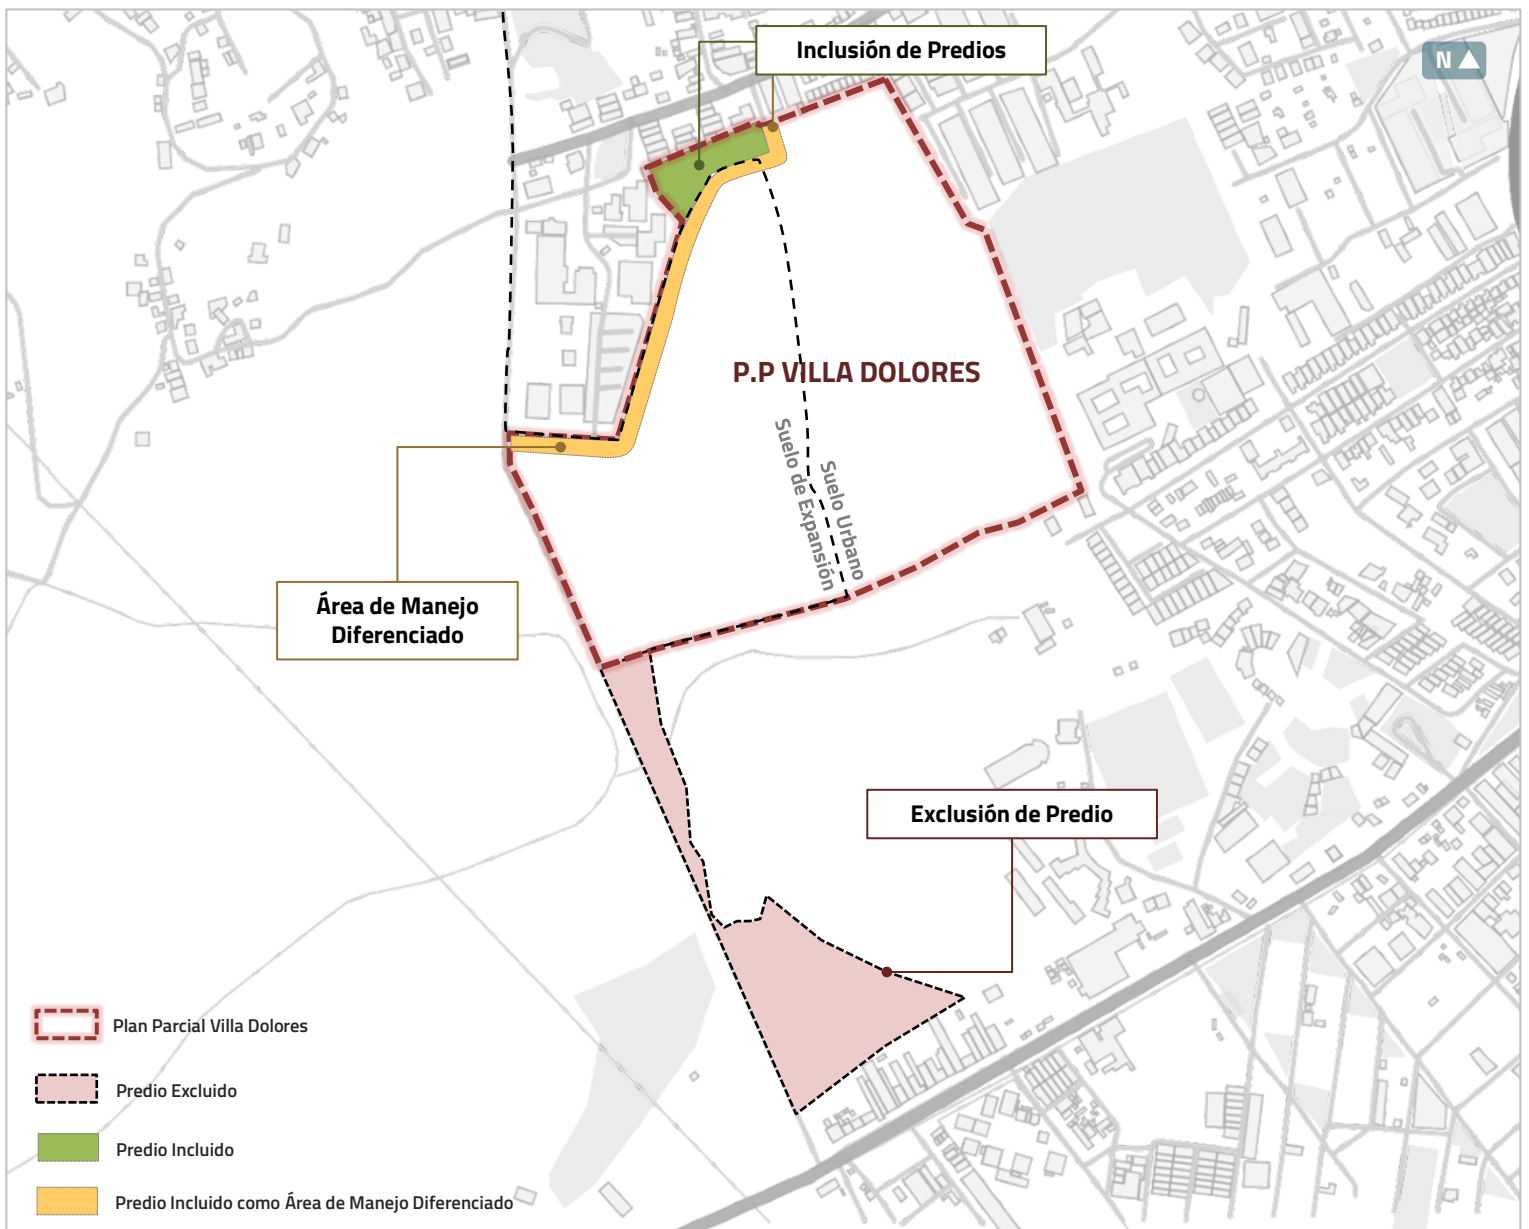 Inclusión de Predios
N
P.P VILLA DOLORES
Suelo de Expansión
Suelo Urbano
Área de Manejo
Diferenciado
Exclusión de Predio
Plan Parcial Villa Dolores
Predio Excluido
Predio Incluido
Predio Incluido como Área de Manejo Diferenciado